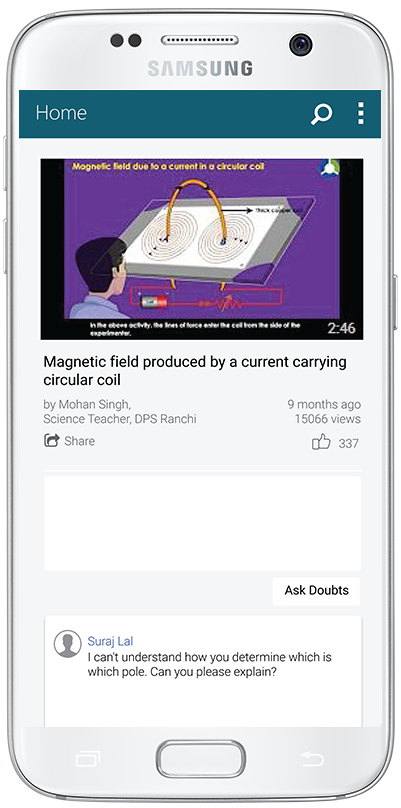 SAMSUNG
Home
Magnetic field due to a current in a circular coil
Thick copper coil
In the above activity, the lines of force enter the coil from the side of the
experimenter.
2:46
Magnetic field produced by a current carrying
circular coil
by Mohan Singh,
9 months ago
Science Teacher, DPS Ranchi
15066 views
Share
337
Ask Doubts
Suraj Lal
I can't understand how you determine which is
which pole. Can you please explain?